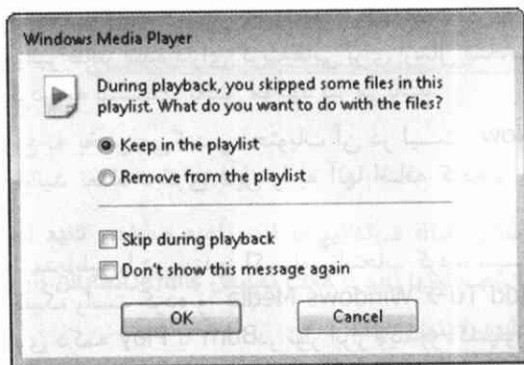 Windows Media Player
During playback, you skipped some files in this
playlist. What do you want to do with the files?
Keep in the playlist
Remove from the playlist
Skip during playback
Don't show this message again
OK
Cancel